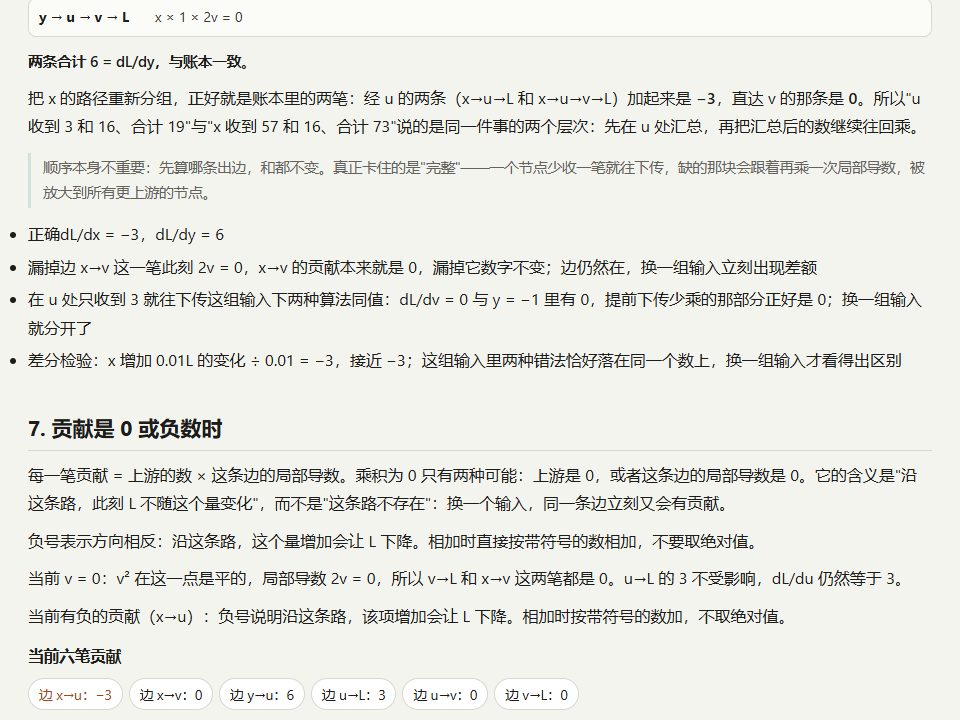 y → u → v → L x × 1 × 2v = 0
两条合计 6 = dL/dy，与账本一致。
把 x 的路径重新分组，正好就是账本里的两笔：经 u 的两条（x→u→L 和 x→u→v→L）加起来是 −3，直达 v 的那条是 0。所以"u
收到 3 和 16、合计 19"与"x 收到 57 和 16、合计 73"说的是同一件事的两个层次：先在 u 处汇总，再把汇总后的数继续往回乘。
顺序本身不重要：先算哪条出边，和都不变。真正卡住的是"完整"——一个节点少收一笔就往下传，缺的那块会跟着再乘一次局部导数，被
放大到所有更上游的节点。
正确dL/dx = −3，dL/dy = 6
漏掉边 x→v 这一笔此刻 2v = 0，x→v 的贡献本来就是 0，漏掉它数字不变；边仍然在，换一组输入立刻出现差额
在 u 处只收到 3 就往下传这组输入下两种算法同值：dL/dv = 0 与 y = −1 里有 0，提前下传少乘的那部分正好是 0；换一组输入
就分开了
差分检验：x 增加 0.01L 的变化 ÷ 0.01 = −3，接近 −3；这组输入里两种错法恰好落在同一个数上，换一组输入才看得出区别
7. 贡献是 0 或负数时
每一笔贡献 = 上游的数 × 这条边的局部导数。乘积为 0 只有两种可能：上游是 0，或者这条边的局部导数是 0。它的含义是"沿
这条路，此刻 L 不随这个量变化"，而不是"这条路不存在"：换一个输入，同一条边立刻又会有贡献。
负号表示方向相反：沿这条路，这个量增加会让 L 下降。相加时直接按带符号的数相加，不要取绝对值。
当前 v = 0：v² 在这一点是平的，局部导数 2v = 0，所以 v→L 和 x→v 这两笔都是 0。u→L 的 3 不受影响，dL/du 仍然等于 3。
当前有负的贡献（x→u）：负号说明沿这条路，该项增加会让 L 下降。相加时按带符号的数加，不取绝对值。
当前六笔贡献
边 x→u：−3 边 x→v：0 边 y→u：6 边 u→L：3 边 u→v：0 边 v→L：0